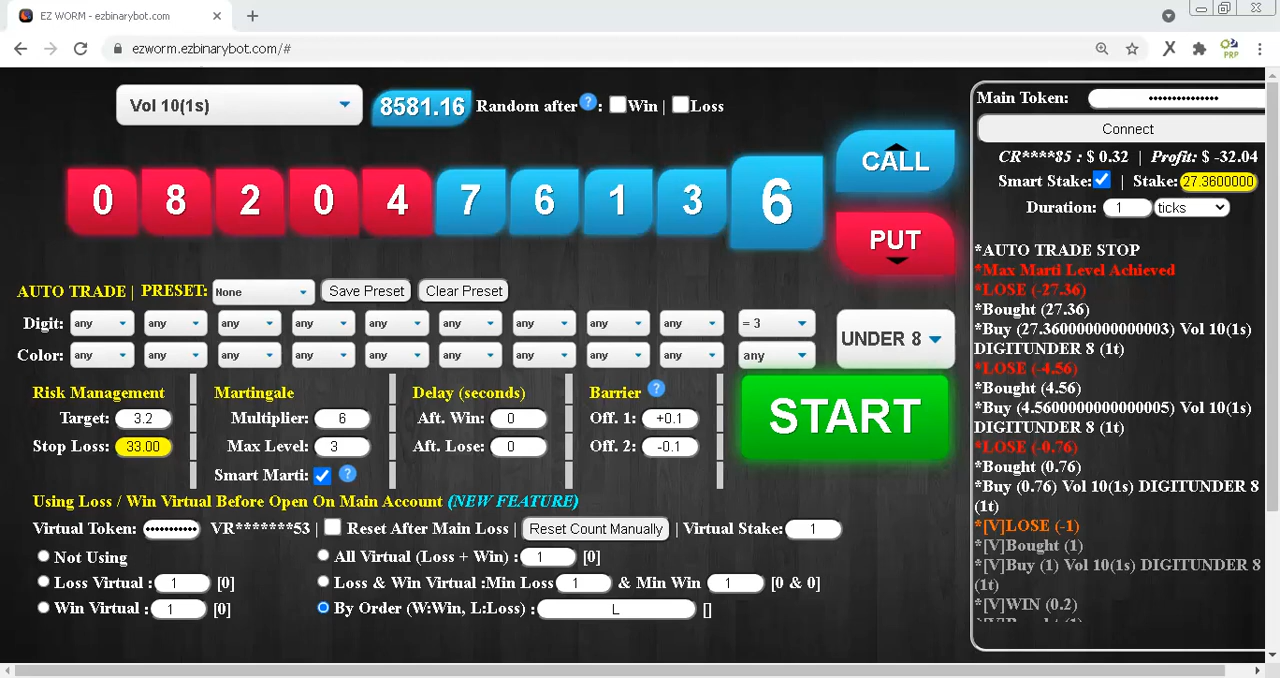 EZ WORM - ezbinarybot.com
ezworm.ezbinarybot.com/#
PRP
Vol 10(1s)
8581.16
Random after ? : Win | Loss
0 8 2 0 4 7 6 1 3 6
CALL
PUT
AUTO TRADE | PRESET: None Save Preset Clear Preset
Digit: any any any any any any any any any = 3
Color: any any any any any any any any any any
UNDER 8
Risk Management
Target: 3.2
Stop Loss: 33.00
Martingale
Multiplier: 6
Max Level: 3
Smart Marti: ?
Delay (seconds)
Aft. Win: 0
Aft. Lose: 0
Barrier ?
Off. 1: +0.1
Off. 2: -0.1
START
Using Loss / Win Virtual Before Open On Main Account (NEW FEATURE)
Virtual Token: •••••••••• VR*******53 | Reset After Main Loss | Reset Count Manually | Virtual Stake: 1
Not Using
All Virtual (Loss + Win) : 1 [0]
Loss Virtual : 1 [0]
Loss & Win Virtual :Min Loss 1 & Min Win 1 [0 & 0]
Win Virtual : 1 [0]
By Order (W:Win, L:Loss) : L []
Main Token: •••••••••••••••
Connect
CR****85 : $ 0.32 | Profit: $ -32.04
Smart Stake: | Stake: 27.3600000
Duration: 1 ticks
*AUTO TRADE STOP
*Max Marti Level Achieved
*LOSE (-27.36)
*Bought (27.36)
*Buy (27.360000000000003) Vol 10(1s)
DIGITUNDER 8 (1t)
*LOSE (-4.56)
*Bought (4.56)
*Buy (4.5600000000000005) Vol 10(1s)
DIGITUNDER 8 (1t)
*LOSE (-0.76)
*Bought (0.76)
*Buy (0.76) Vol 10(1s) DIGITUNDER 8
(1t)
*[V]LOSE (-1)
*[V]Bought (1)
*[V]Buy (1) Vol 10(1s) DIGITUNDER 8
(1t)
*[V]WIN (0.2)